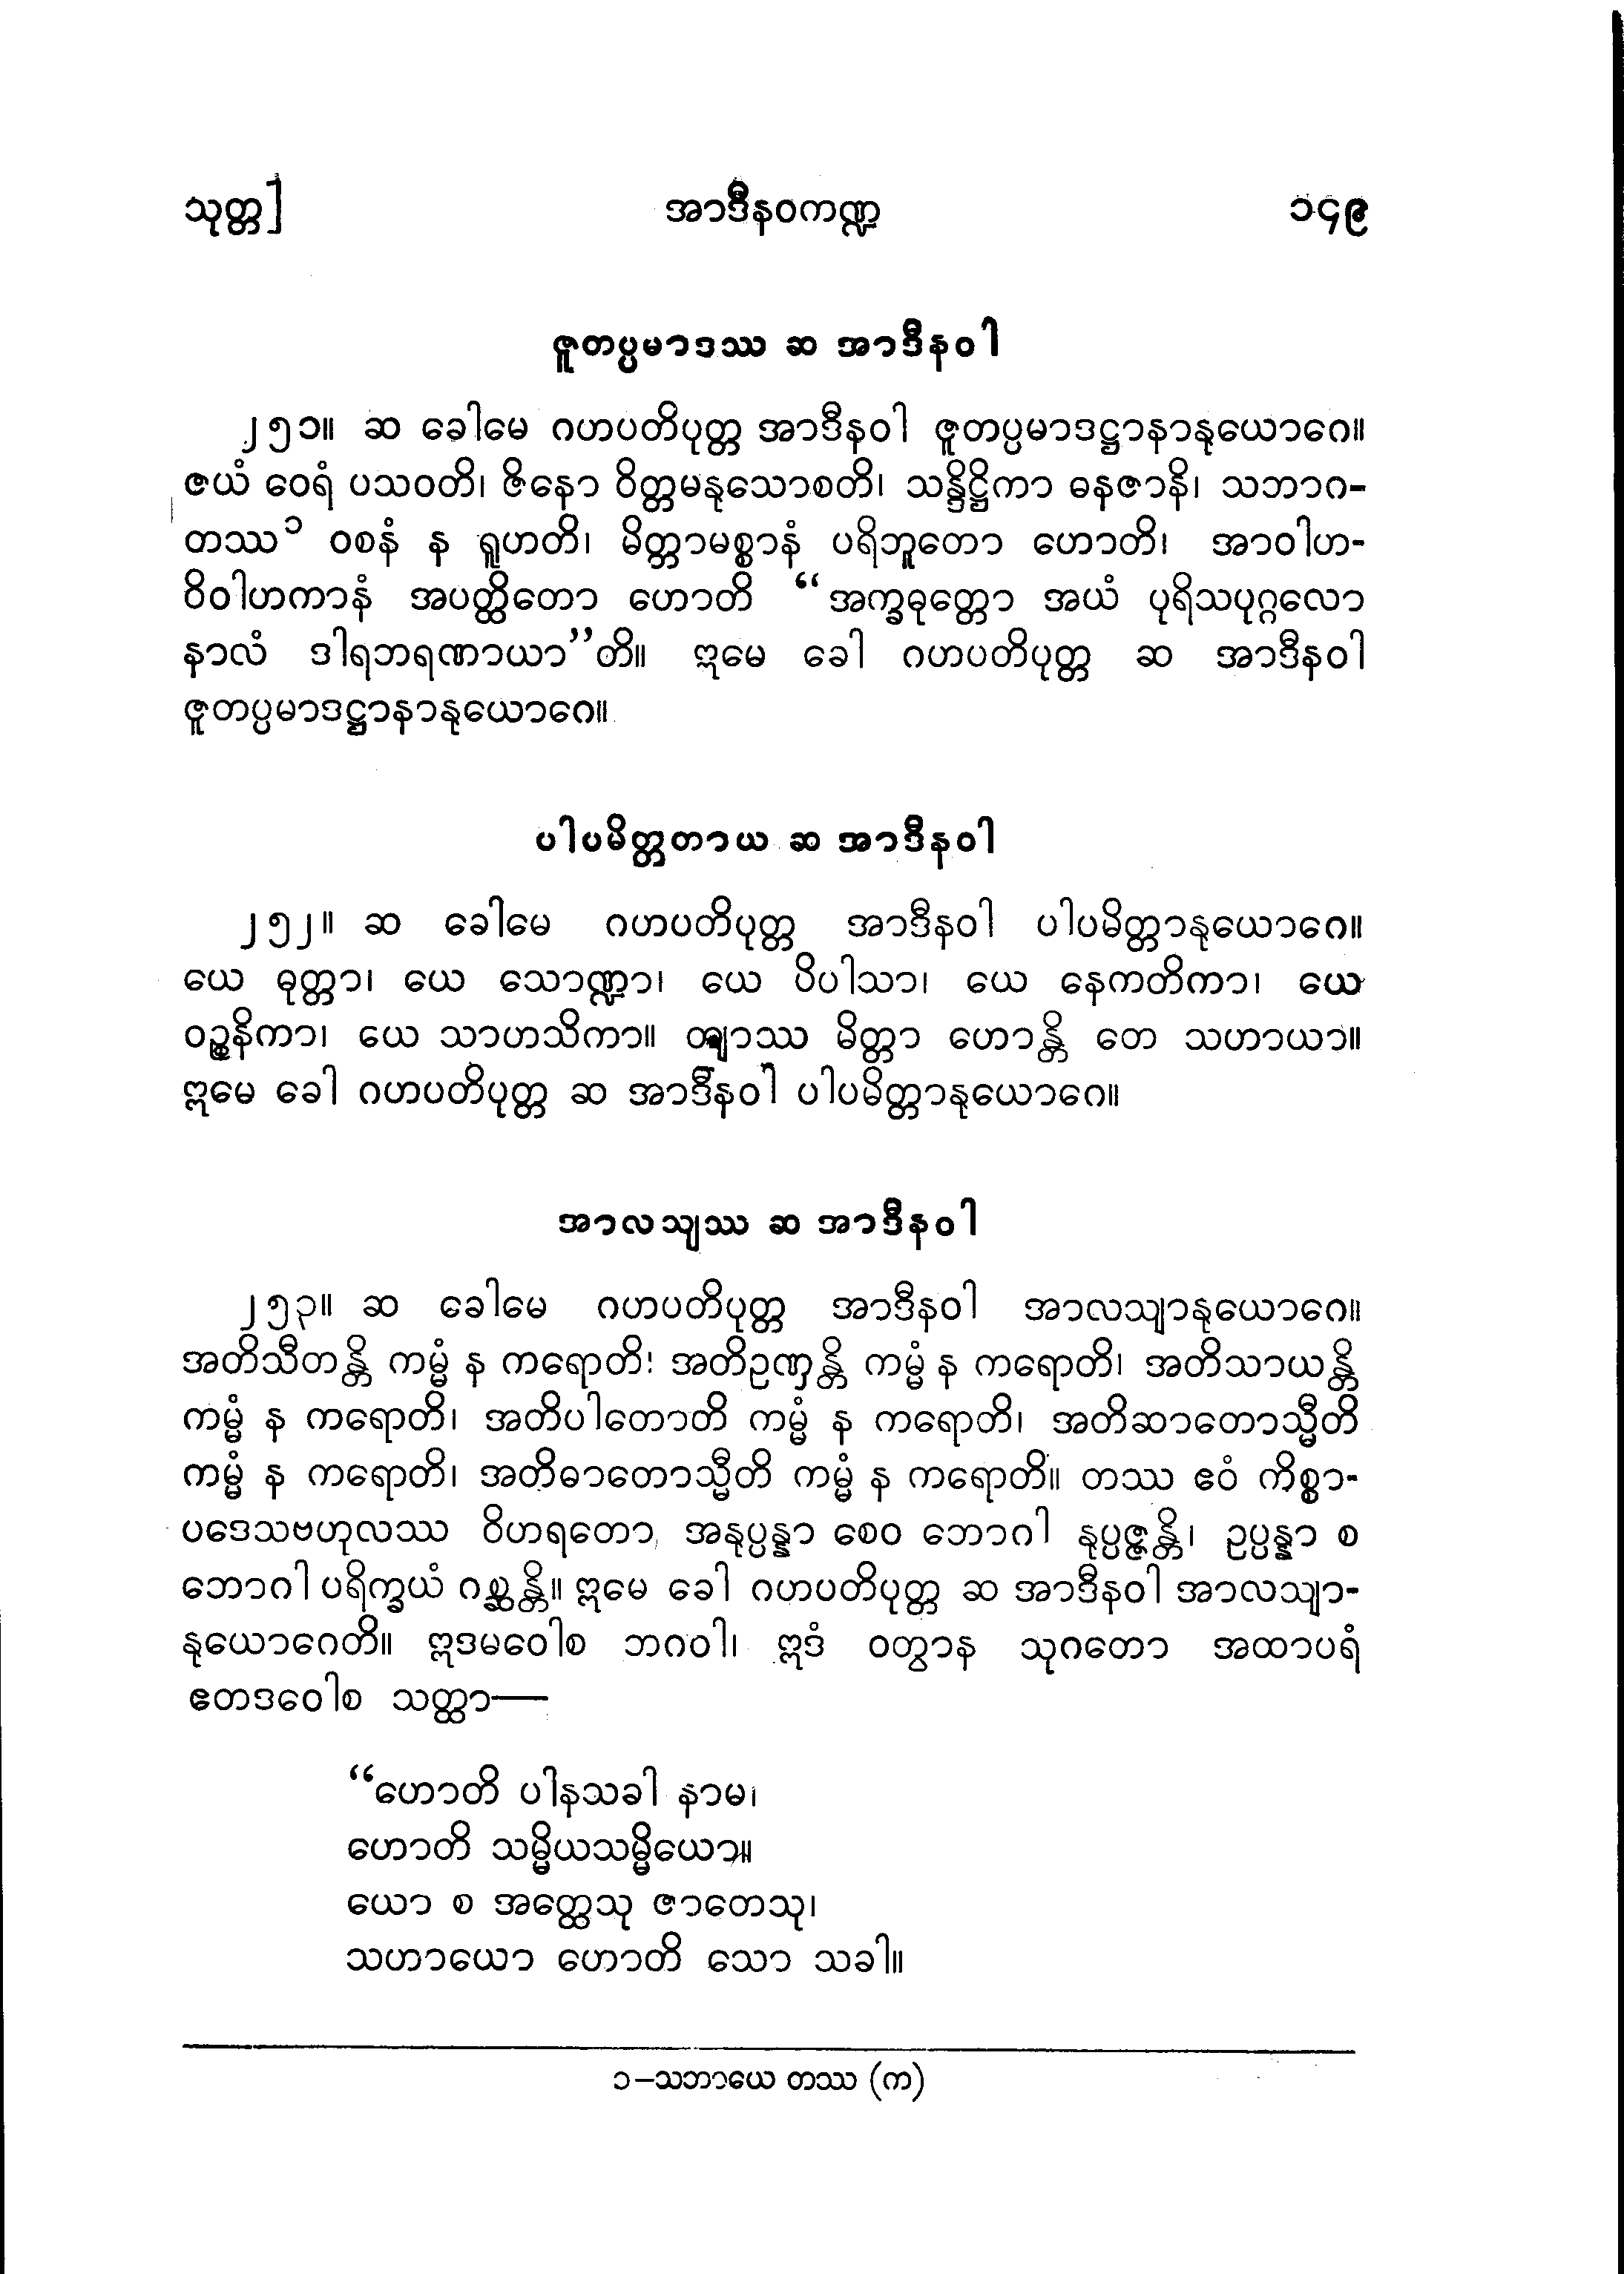 သုတ္တ] အာဒီနဝကဏ္ဍ ၁၄၉
ဇူတပ္ပမာဒဿ ဆ အာဒီနဝါ
၂၅၁။ ဆ ခေါမေ ဂဟပတိပုတ္တ အာဒီနဝါ ဇူတပ္ပမာဒဋ္ဌာနာနုယောဂေ။
ဇယံ ဝေရံ ပသဝတိ၊ ဇိနော ဝိတ္တမနုသောစတိ၊ သန္ဒိဋ္ဌိကာ ဓနဇာနိ၊ သဘာဂ-
တဿ ၁ ဝစနံ န ရူဟတိ၊ မိတ္တာမစ္စာနံ ပရိဘူတော ဟောတိ၊ အာဝါဟ-
ဝိဝါဟကာနံ အပတ္ထိတော ဟောတိ “အက္ခဓုတ္တော အယံ ပုရိသပုဂ္ဂလော
နာလံ ဒါရဘရဏာယာ”တိ။ ဣမေ ခေါ ဂဟပတိပုတ္တ ဆ အာဒီနဝါ
ဇူတပ္ပမာဒဋ္ဌာနာနုယောဂေ။
ပါပမိတ္တတာယ ဆ အာဒီနဝါ
၂၅၂။ ဆ ခေါမေ ဂဟပတိပုတ္တ အာဒီနဝါ ပါပမိတ္တာနုယောဂေ။
ယေ ဓုတ္တာ၊ ယေ သောဏ္ဍာ၊ ယေ ပိပါသာ၊ ယေ နေကတိကာ၊ ယေ
ဝဉ္စနိကာ၊ ယေ သာဟသိကာ။ တျာဿ မိတ္တာ ဟောန္တိ တေ သဟာယာ။
ဣမေ ခေါ ဂဟပတိပုတ္တ ဆ အာဒီနဝါ ပါပမိတ္တာနုယောဂေ။
အာလသျဿ ဆ အာဒီနဝါ
၂၅၃။ ဆ ခေါမေ ဂဟပတိပုတ္တ အာဒီနဝါ အာလသျာနုယောဂေ။
အတိသီတန္တိ ကမ္မံ န ကရောတိ၊ အတိဥဏှန္တိ ကမ္မံ န ကရောတိ၊ အတိသာယန္တိ
ကမ္မံ န ကရောတိ၊ အတိပါတောတိ ကမ္မံ န ကရောတိ၊ အတိဆာတောသ္မီတိ
ကမ္မံ န ကရောတိ၊ အတိဓာတောသ္မီတိ ကမ္မံ န ကရောတိ။ တဿ ဧဝံ ကိစ္စာ-
ပဒေသဗဟုလဿ ဝိဟရတော အနုပ္ပန္နာ စေဝ ဘောဂါ နုပ္ပဇ္ဇန္တိ၊ ဥပ္ပန္နာ စ
ဘောဂါ ပရိက္ခယံ ဂစ္ဆန္တိ။ ဣမေ ခေါ ဂဟပတိပုတ္တ ဆ အာဒီနဝါ အာလသျာ-
နုယောဂေတိ။ ဣဒမဝေါစ ဘဂဝါ၊ ဣဒံ ဝတွာန သုဂတော အထာပရံ
ဧတဒဝေါစ သတ္ထာ—
“ဟောတိ ပါနသခါ နာမ၊
ဟောတိ သမ္မိယသမ္မိယော။
ယော စ အတ္ထေသု ဇာတေသု၊
သဟာယော ဟောတိ သော သခါ။
၁–သဘာယေ တဿ (က)